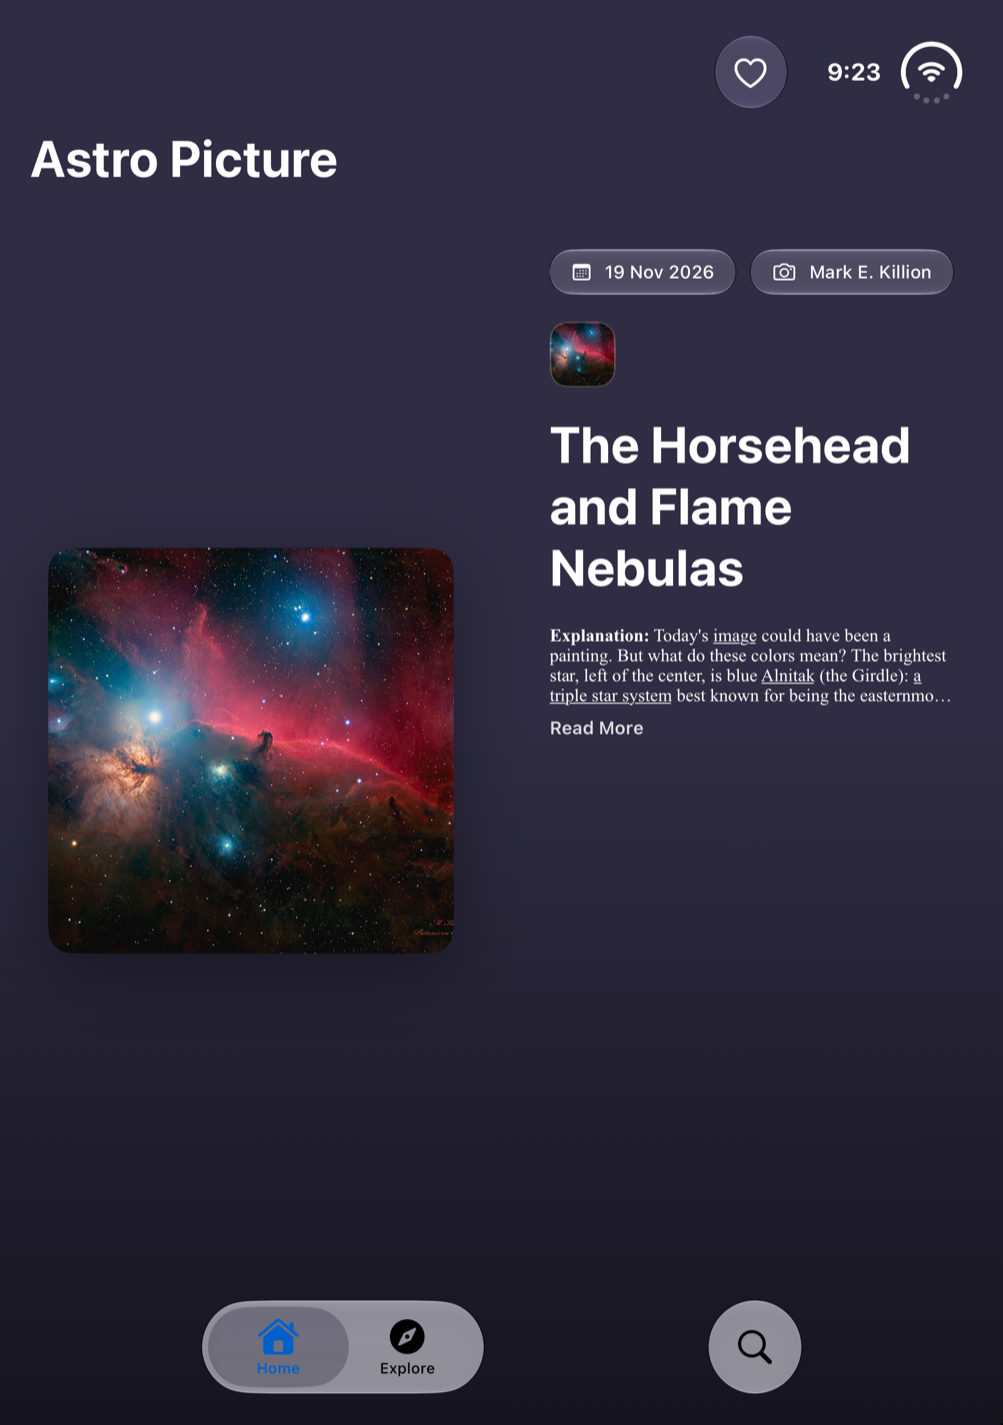 9:23
Astro Picture
19 Nov 2026
Mark E. Killion
The Horsehead
and Flame
Nebulas
Explanation: Today's image could have been a
painting. But what do these colors mean? The brightest
star, left of the center, is blue Alnitak (the Girdle): a
triple star system best known for being the easternmo…
Read More
Home
Explore